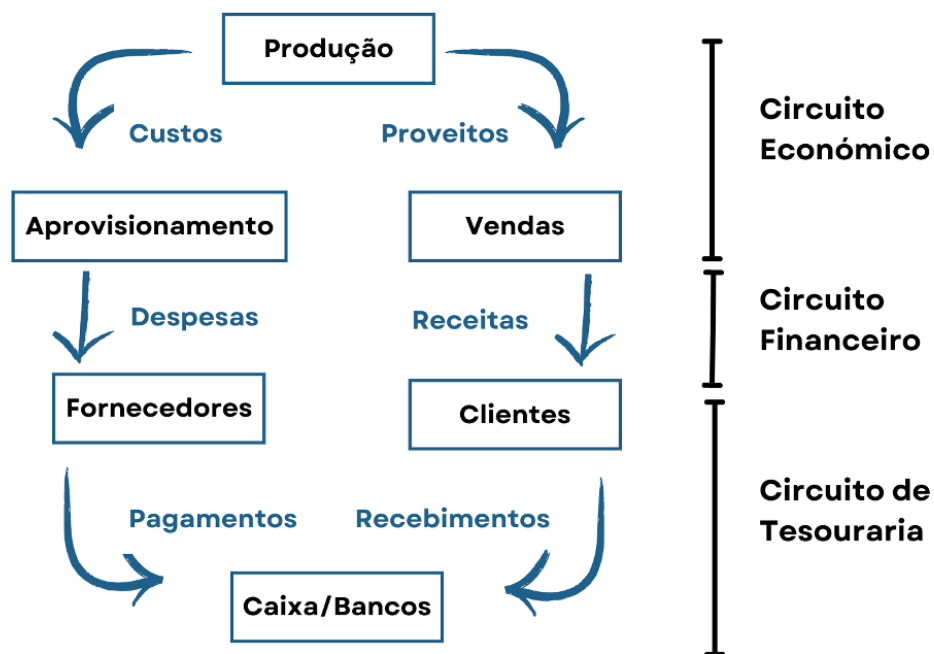 Produção
Custos
Proveitos
Circuito
Económico
Aprovisionamento
Vendas
Despesas
Receitas
Circuito
Financeiro
Fornecedores
Clientes
Pagamentos
Recebimentos
Circuito de
Tesouraria
Caixa/Bancos